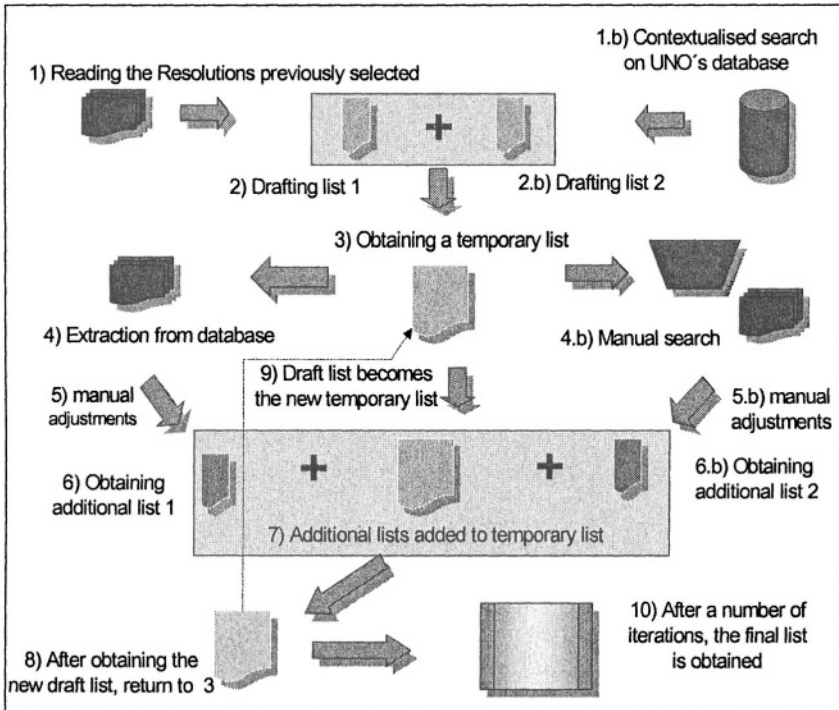 1.b) Contextualised search
on UNO´s database
1) Reading the Resolutions previously selected
2) Drafting list 1
2.b) Drafting list 2
3) Obtaining a temporary list
4) Extraction from database
4.b) Manual search
9) Draft list becomes
the new temporary list
5) manual
adjustments
5.b) manual
adjustments
6) Obtaining
additional list 1
6.b) Obtaining
additional list 2
7) Additional lists added to temporary list
8) After obtaining the
new draft list, return to 3
10) After a number of
iterrations, the final list
is obtained